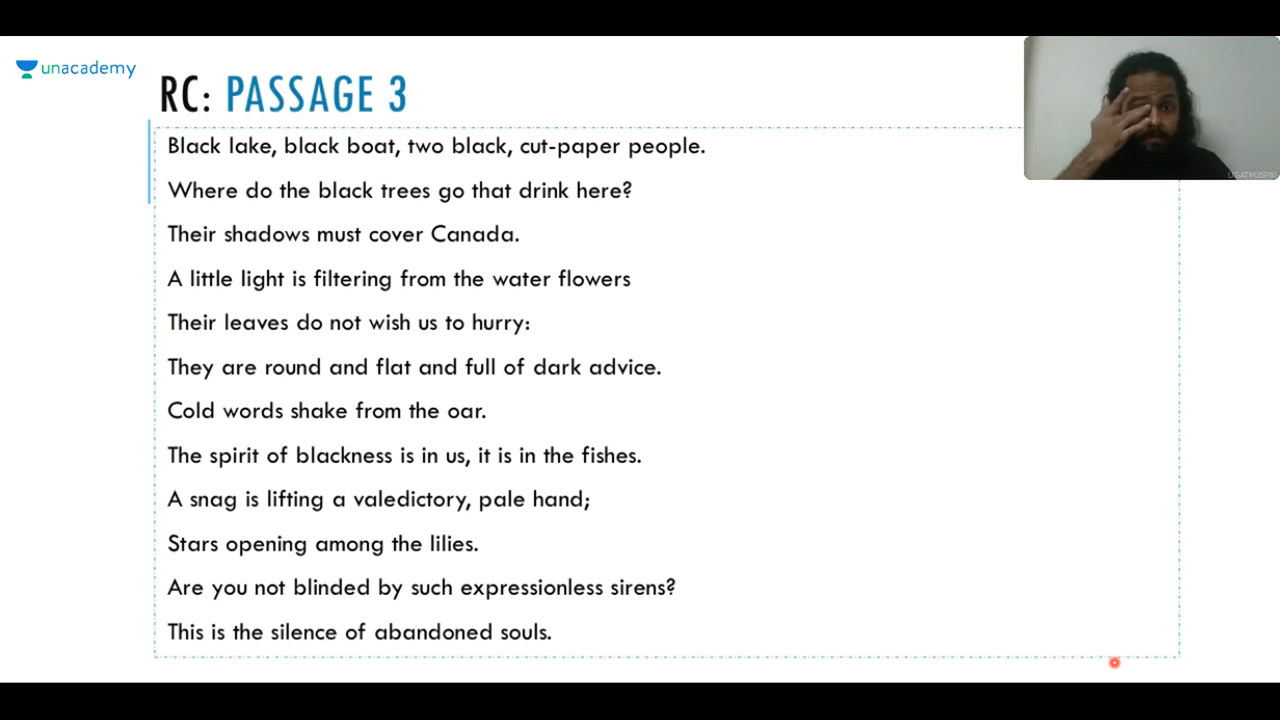 unacademy
RC: PASSAGE 3
Black lake, black boat, two black, cut-paper people.
Where do the black trees go that drink here?
Their shadows must cover Canada.
A little light is filtering from the water flowers
Their leaves do not wish us to hurry:
They are round and flat and full of dark advice.
Cold words shake from the oar.
The spirit of blackness is in us, it is in the fishes.
A snag is lifting a valedictory, pale hand;
Stars opening among the lilies.
Are you not blinded by such expressionless sirens?
This is the silence of abandoned souls.